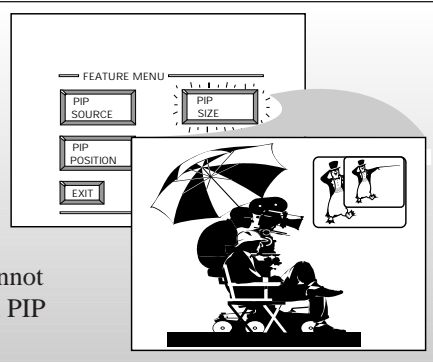 FEATURE MENU
PIP
SOURCE
PIP
SIZE
PIP
POSITION
EXIT
PIP